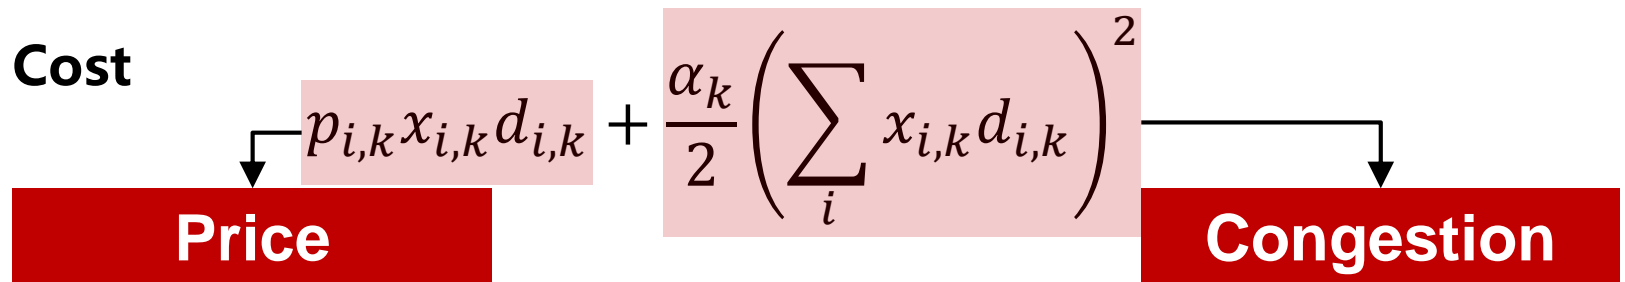 Cost
$p_{i,k} x_{i,k} d_{i,k} + \frac{\alpha_k}{2} \left( \sum_i x_{i,k} d_{i,k} \right)^2$
Price
Congestion